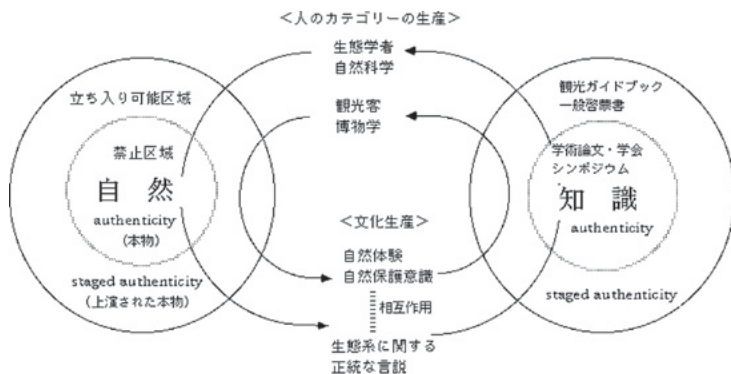 ＜人のカテゴリーの生産＞
生態学者
自然科学
観光客
博物学
立ち入り可能区域
禁止区域
自 然
authenticity
（本物）
staged authenticity
（上演された本物）
＜文化生産＞
自然体験
自然保護意識
相互作用
生態系に関する
正統な言説
観光ガイドブック
一般啓蒙書
学術論文・学会
シンポジウム
知 識
authenticity
staged authenticity